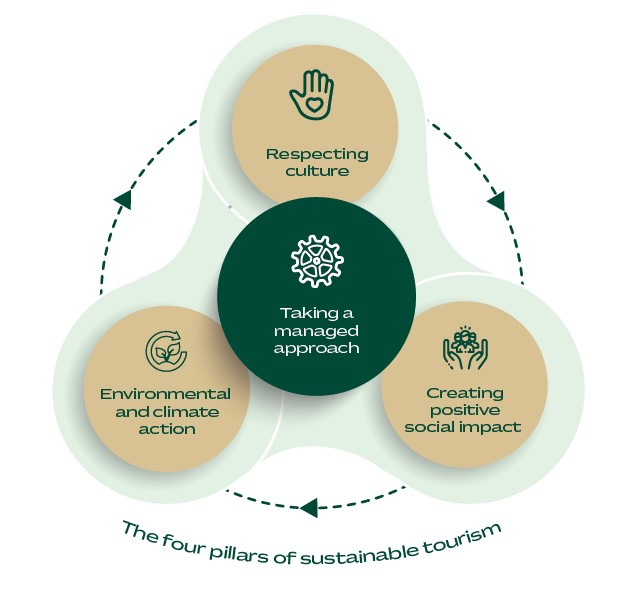 Respecting
culture
Taking a
managed
approach
Environmental
and climate
action
Creating
positive
social impact
The four pillars of sustainable tourism